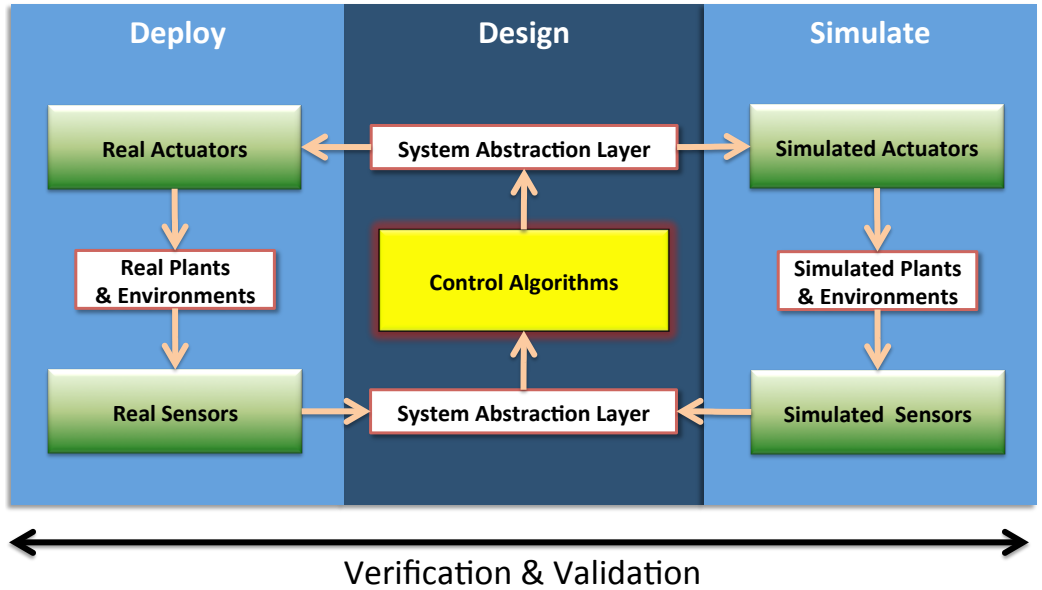 Deploy
Design
Simulate
Real Actuators
System Abstraction Layer
Simulated Actuators
Real Plants
& Environments
Control Algorithms
Simulated Plants
& Environments
Real Sensors
System Abstraction Layer
Simulated  Sensors
Verification & Validation